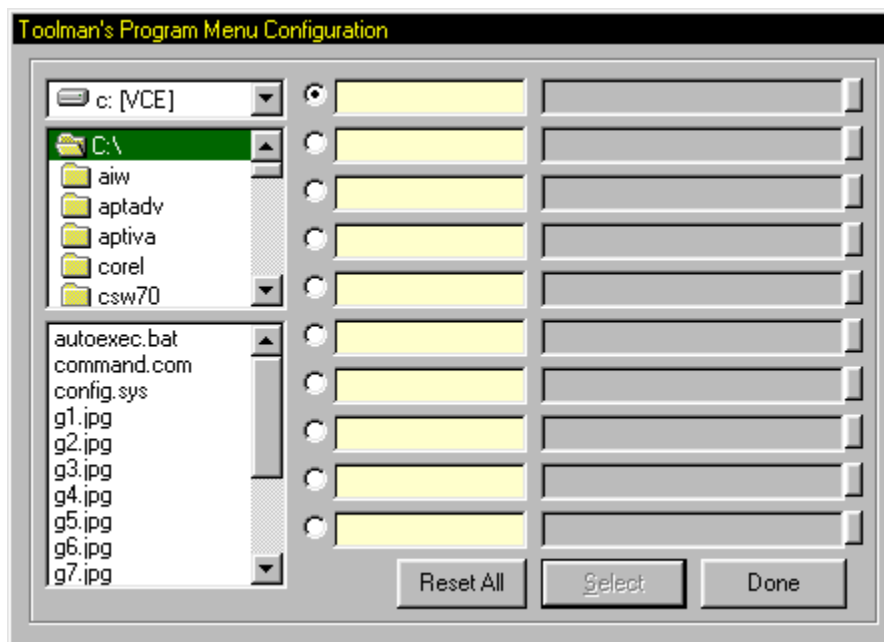 Toolman's Program Menu Configuration
c: [VCE]
C:\
aiw
aptadv
aptiva
corel
csw70
autoexec.bat
command.com
config.sys
g1.jpg
g2.jpg
g3.jpg
g4.jpg
g5.jpg
g6.jpg
g7.jpg
Reset All
Select
Done